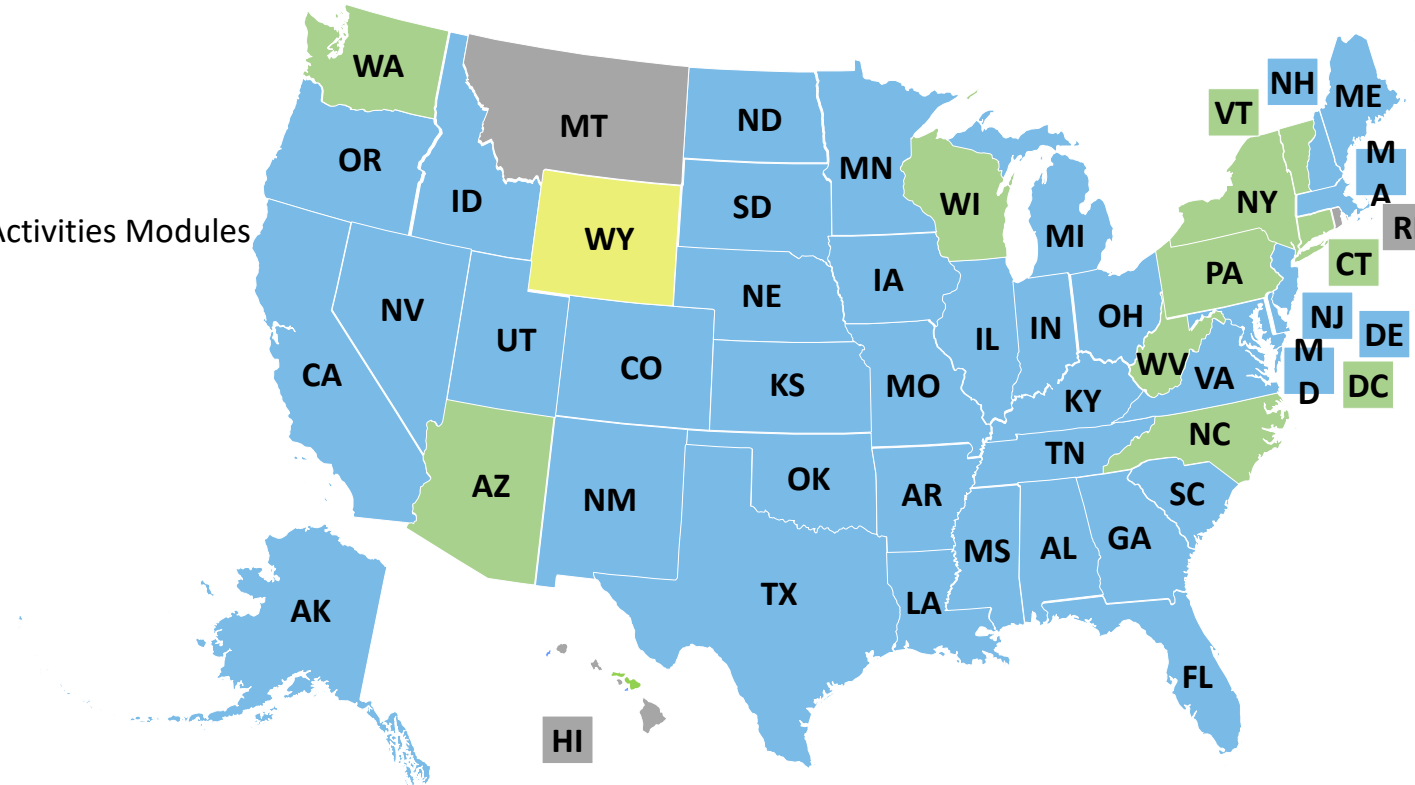 WA
MT
ND
MN
OR
ID
SD
WI
MI
VT
NH
ME
M
A
NY
R
Activities Modules
WY
PA
CT
NV
UT
NE
IA
IL
IN
OH
NJ
DE
M
D
DC
WV
VA
CA
CO
KS
MO
KY
NC
TN
AZ
NM
OK
AR
SC
MS
AL
GA
TX
LA
AK
FL
HI